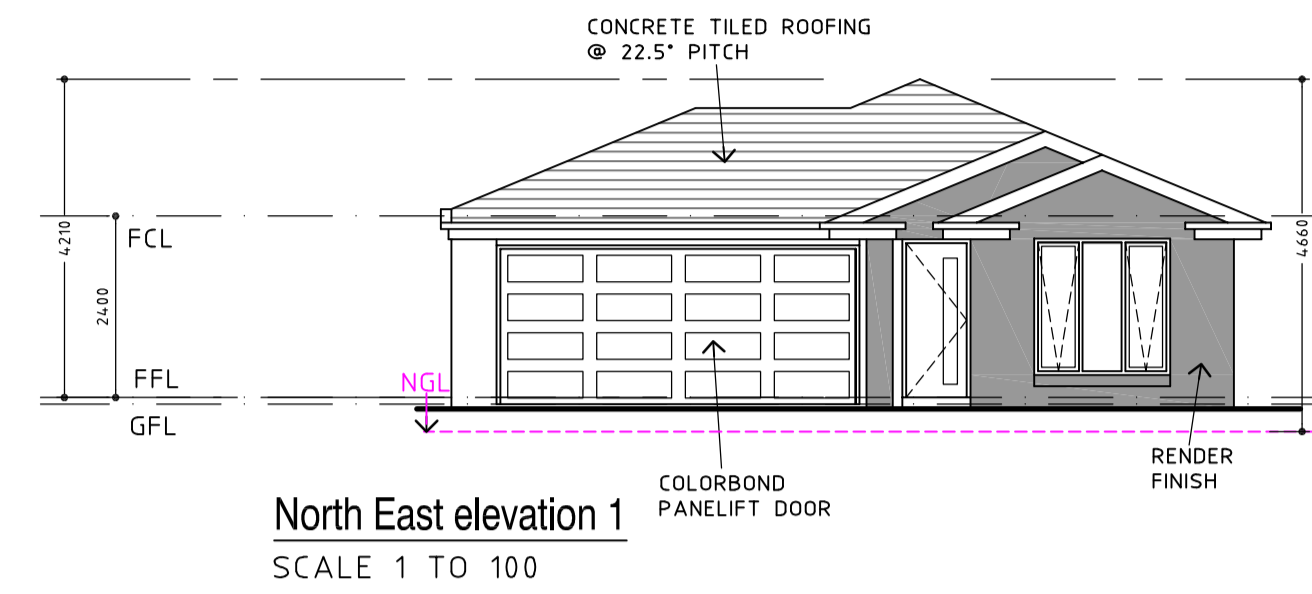 CONCRETE TILED ROOFING
@ 22.5° PITCH
4210
FCL
2400
4660
FFL
NGL
GFL
RENDER
FINISH
COLORBOND
PANELIFT DOOR
North East elevation 1
SCALE 1 TO 100